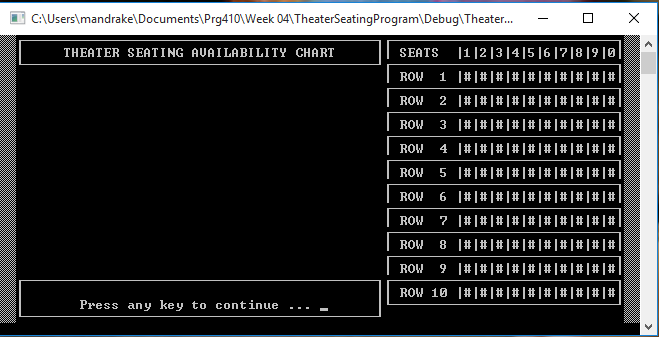 C:\Users\mandrake\Documents\Prg410\Week 04\TheaterSeatingProgram\Debug\Theater...
THEATER SEATING AVAILABILITY CHART
SEATS |1|2|3|4|5|6|7|8|9|0
ROW 1 |#|#|#|#|#|#|#|#|#|#
ROW 2 |#|#|#|#|#|#|#|#|#|#
ROW 3 |#|#|#|#|#|#|#|#|#|#
ROW 4 |#|#|#|#|#|#|#|#|#|#
ROW 5 |#|#|#|#|#|#|#|#|#|#
ROW 6 |#|#|#|#|#|#|#|#|#|#
ROW 7 |#|#|#|#|#|#|#|#|#|#
ROW 8 |#|#|#|#|#|#|#|#|#|#
ROW 9 |#|#|#|#|#|#|#|#|#|#
ROW 10 |#|#|#|#|#|#|#|#|#|#
Press any key to continue ... _